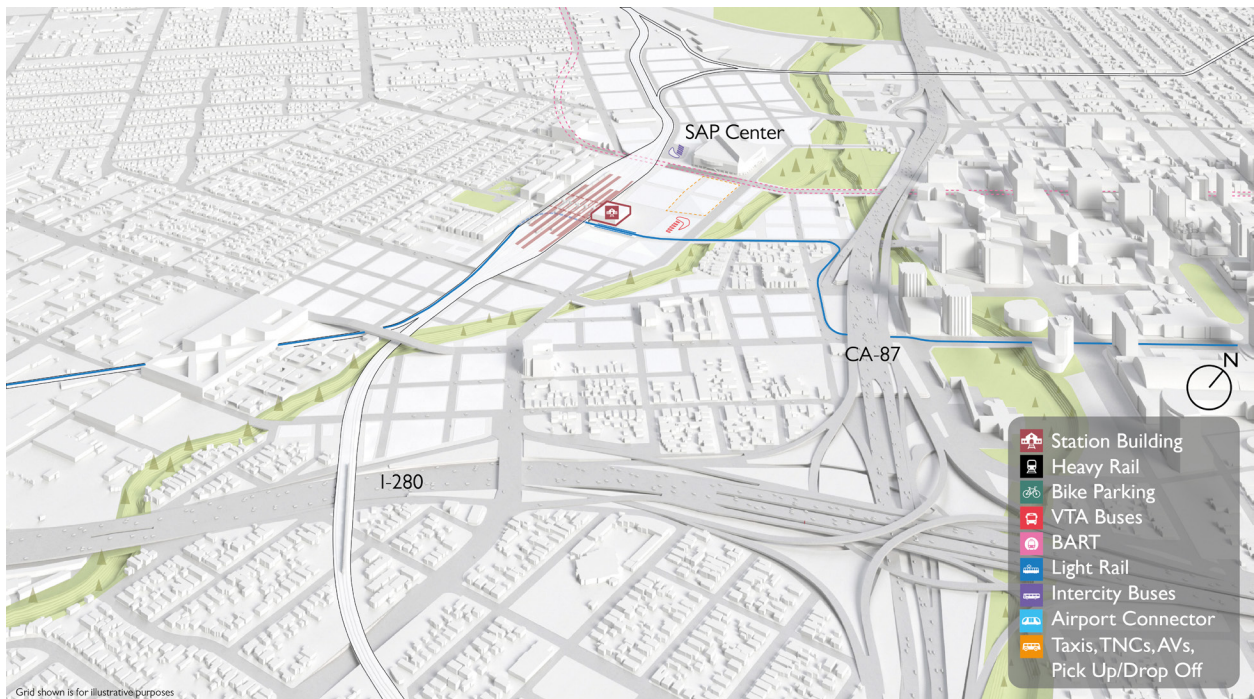 SAP Center
CA-87
N
I-280
Station Building
Heavy Rail
Bike Parking
VTA Buses
BART
Light Rail
Intercity Buses
Airport Connector
Taxis,TNCs,AVs,
Pick Up/Drop Off
Grid shown is for illustrative purposes